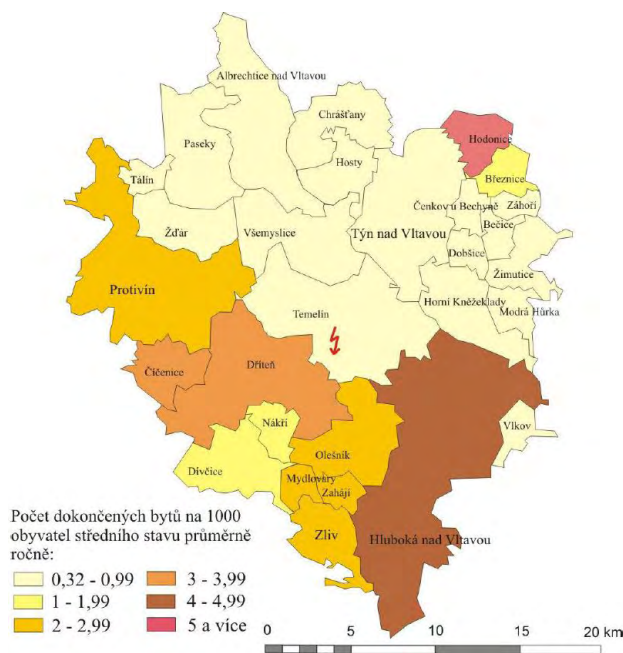 Albrechtice nad Vltavou
Chrášťany
Hodonice
Paseky
Hosty
Březnice
Tálín
Čenkov u Bechyně
Záhoří
Bečice
Žďár
Všemyslice
Týn nad Vltavou
Dobšice
Žimutice
Protivín
Temelín
Horní Kněžeklady
Modrá Hůrka
Číčenice
Dříteň
Nákří
Vlkov
Olešník
Dívčice
Mydlovary
Zahájí
Zliv
Hluboká nad Vltavou
Počet dokončených bytů na 1000
obyvatel středního stavu průměrně
ročně:
0,32 - 0,99
3 - 3,99
1 - 1,99
4 - 4,99
2 - 2,99
5 a více
0 5 10 15 20 km